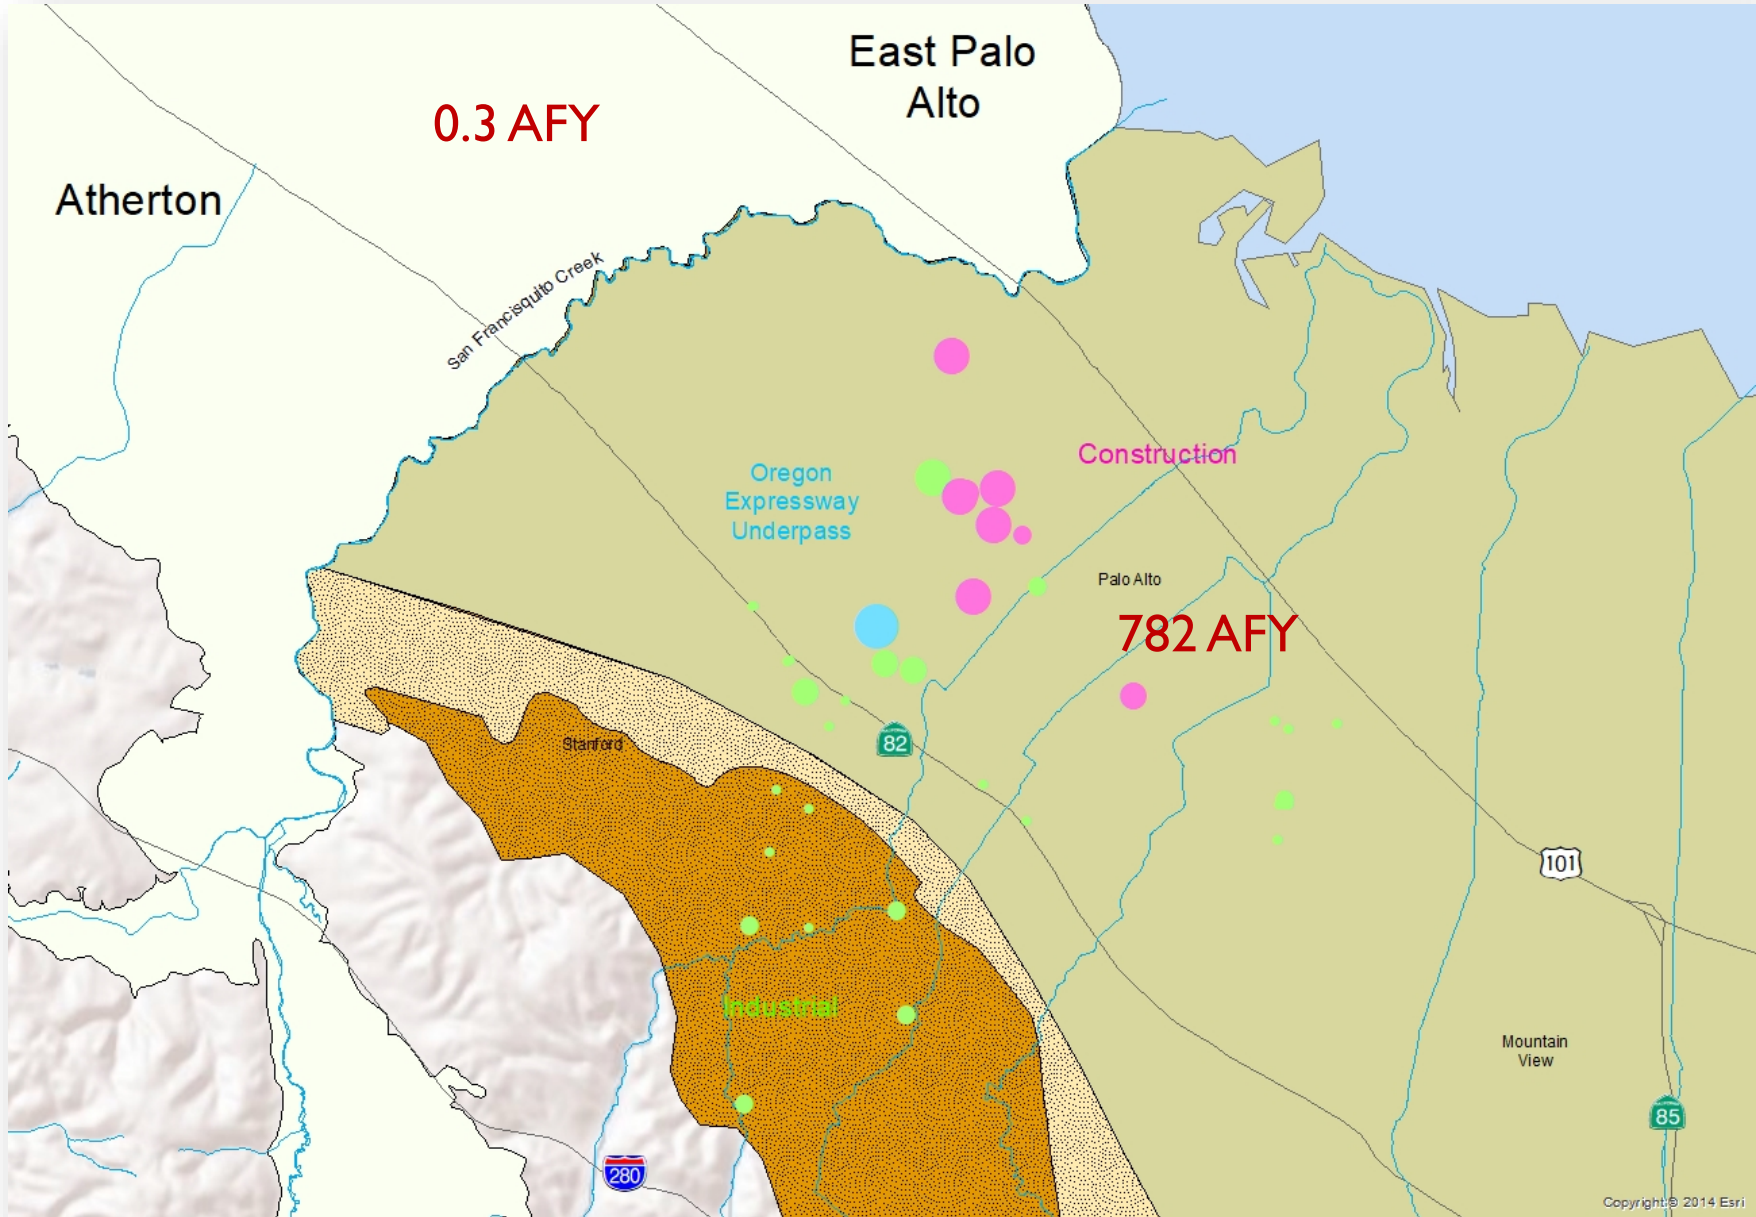 East Palo
Alto
0.3 AFY
Atherton
San Francisquito Creek
Construction
Oregon
Expressway
Underpass
Palo Alto
782 AFY
82
Stanford
101
Industrial
Mountain
View
85
280
Copyright:© 2014 Esri